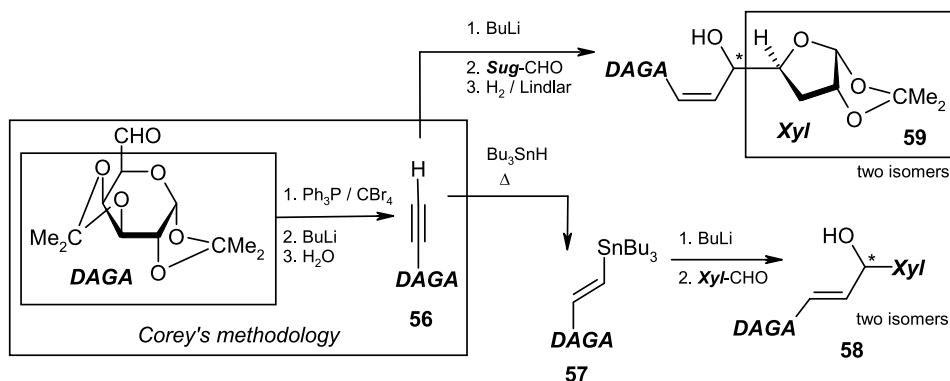 1. BuLi
2. Sug-CHO
3. H2 / Lindlar
HO
*
H
O
O
DAGA
O
CMe2
Xyl
59
two isomers
CHO
O
O
O
O
O
Me2
Me2
DAGA
1. Ph3P / CBr4
2. BuLi
3. H2O
H
DAGA
56
Corey's methodology
Bu3SnH
Δ
SnBu3
DAGA
57
1. BuLi
2. Xyl-CHO
HO
*
Xyl
DAGA
two isomers
58